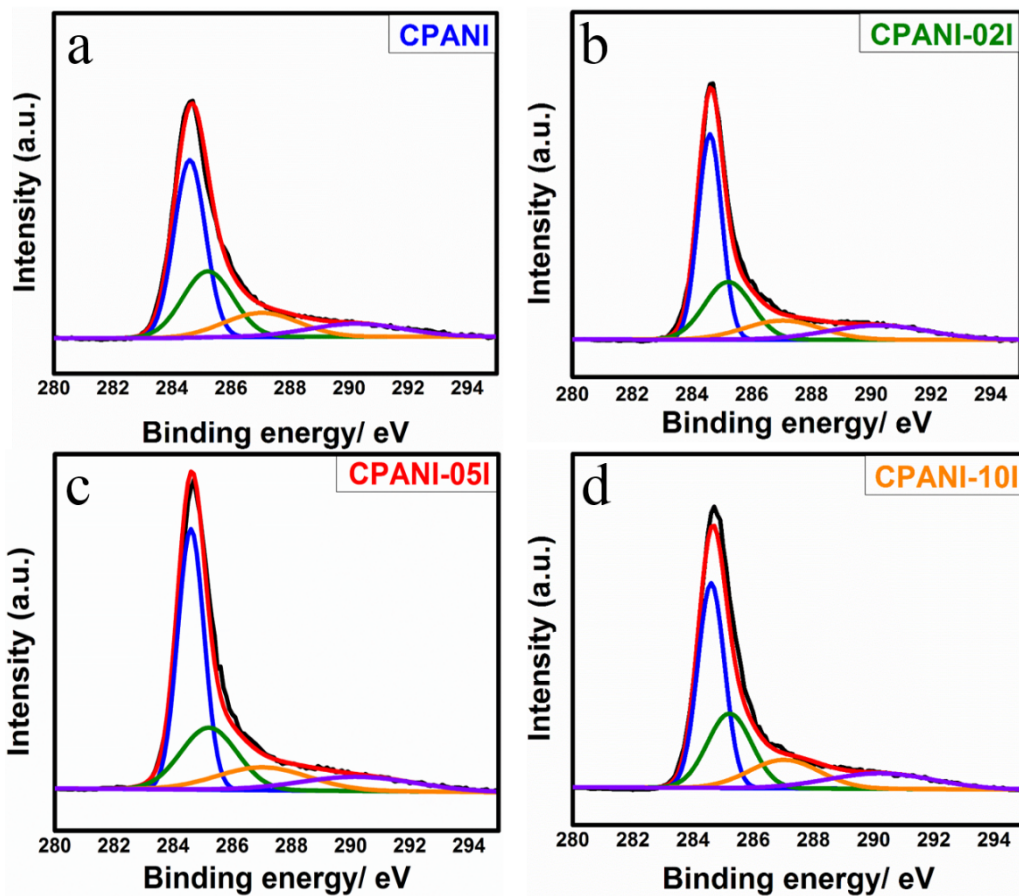 a
CPANI
Intensity (a.u.)
280 282 284 286 288 290 292 294
Binding energy/ eV
b
CPANI-02I
Intensity (a.u.)
280 282 284 286 288 290 292 294
Binding energy/ eV
c
CPANI-05I
Intensity (a.u.)
280 282 284 286 288 290 292 294
Binding energy/ eV
d
CPANI-10I
Intensity (a.u.)
280 282 284 286 288 290 292 294
Binding energy/ eV